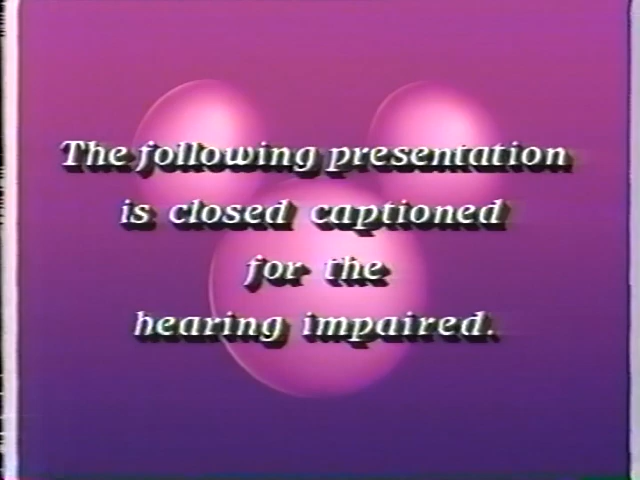 The following presentation
is closed captioned
for the
hearing impaired.